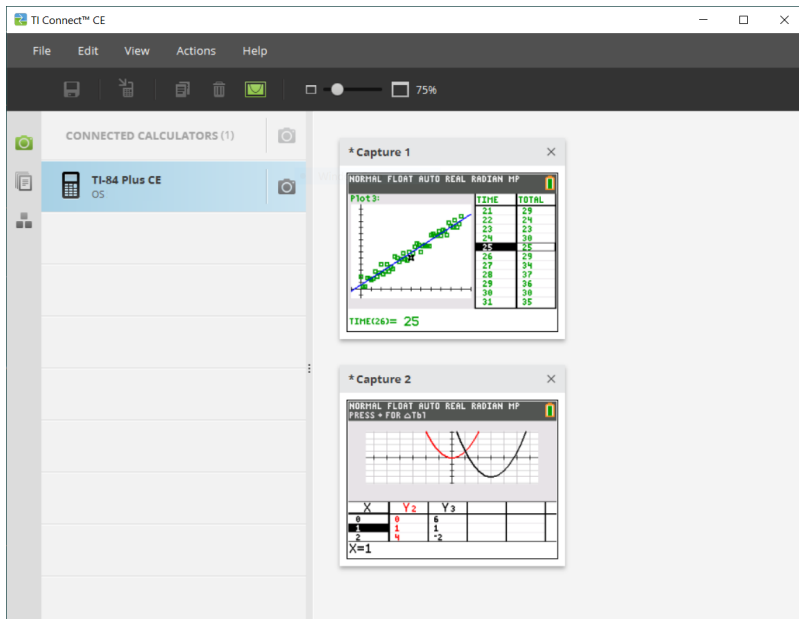 TI Connect™ CE
File Edit View Actions Help
75%
CONNECTED CALCULATORS (1)
TI-84 Plus CE
OS
*Capture 1
NORMAL FLOAT AUTO REAL RADIAN MP
Plot3:
TIME TOTAL
21 29
22 24
23 23
24 30
25 25
26 29
27 34
28 37
29 36
30 30
31 35
TIME(26)= 25
*Capture 2
NORMAL FLOAT AUTO REAL RADIAN MP
PRESS + FOR △Tbl
X Y2 Y3
0 0 6
1 1 1
2 4 -2
X=1